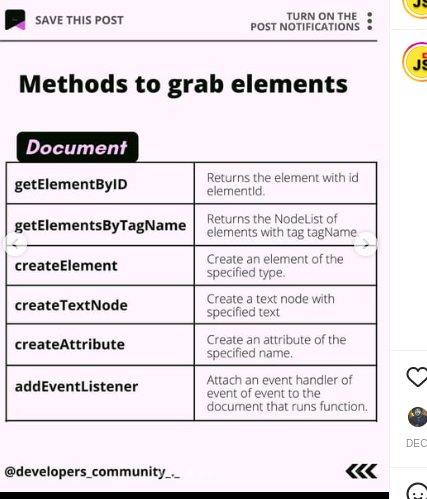 SAVE THIS POST
TURN ON THE
POST NOTIFICATIONS
Methods to grab elements
Document
getElementByID
Returns the element with id
elementId.
getElementsByTagName
Returns the NodeList of
elements with tag tagName.
createElement
Create an element of the
specified type.
createTextNode
Create a text node with
specified text
createAttribute
Create an attribute of the
specified name.
addEventListener
Attach an event handler of
event of event to the
document that runs function.
@developers_community_._
JS
JS
DEC